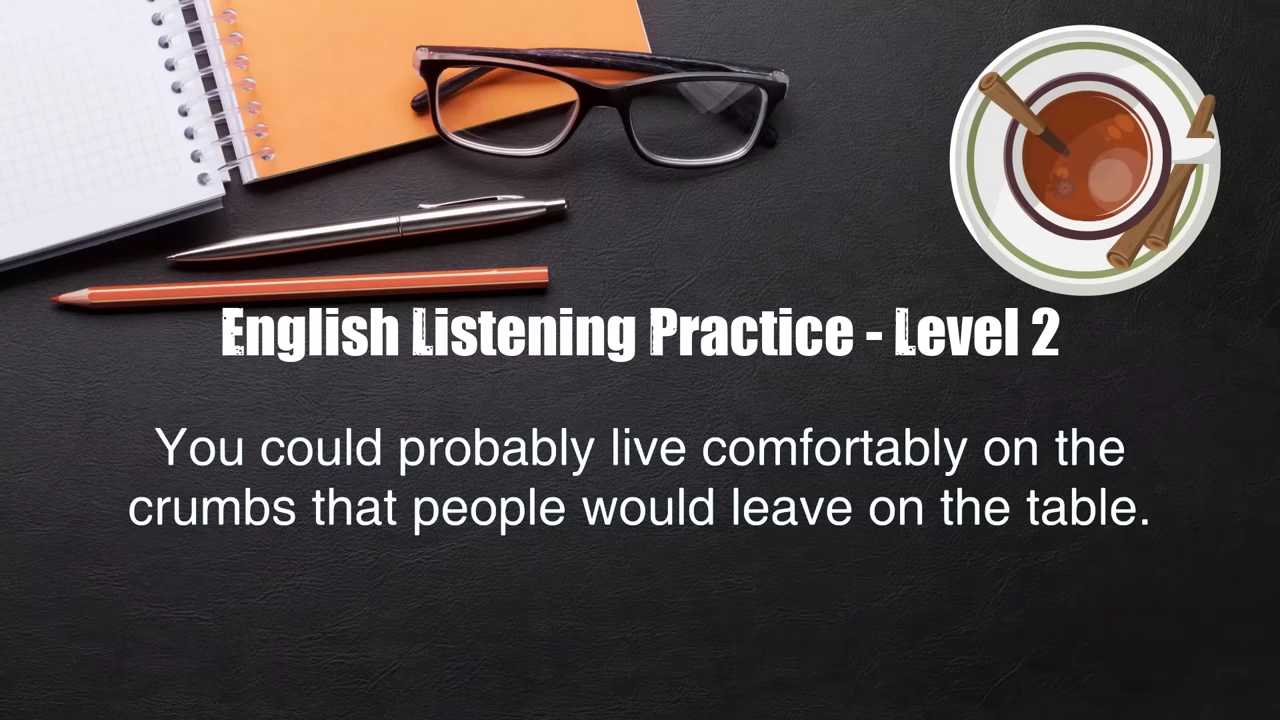 English Listening Practice - Level 2
You could probably live comfortably on the
crumbs that people would leave on the table.